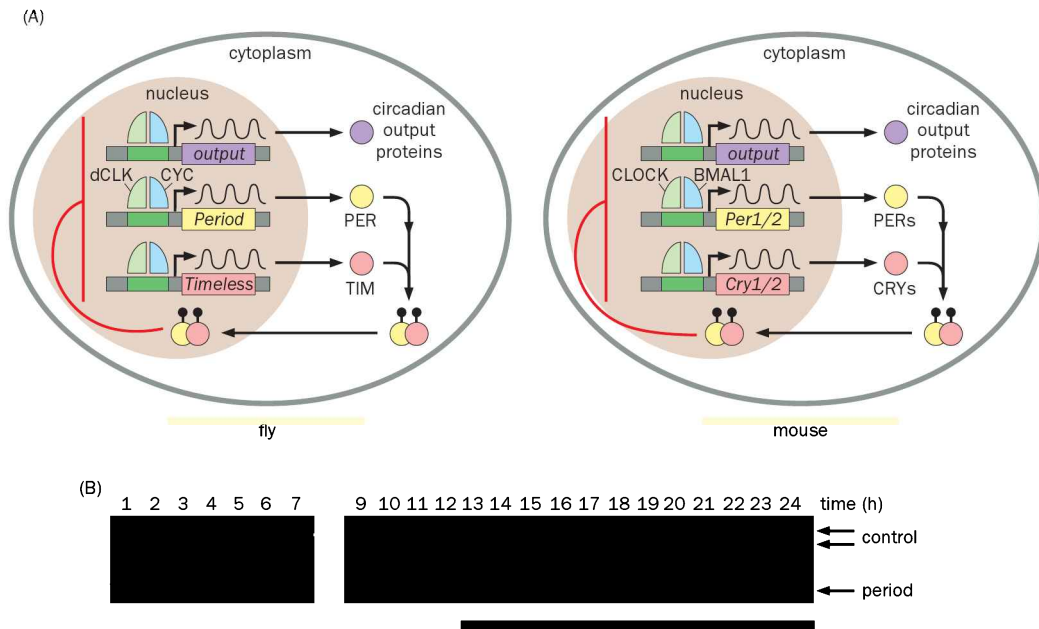 (A)
cytoplasm
nucleus
output
circadian
output
proteins
dCLK
CYC
Period
PER
Timeless
TIM
fly
cytoplasm
nucleus
output
circadian
output
proteins
CLOCK
BMAL1
Per1/2
PERs
Cry1/2
CRYs
mouse
(B)
1 2 3 4 5 6 7 9 10 11 12 13 14 15 16 17 18 19 20 21 22 23 24 time (h)
control
period